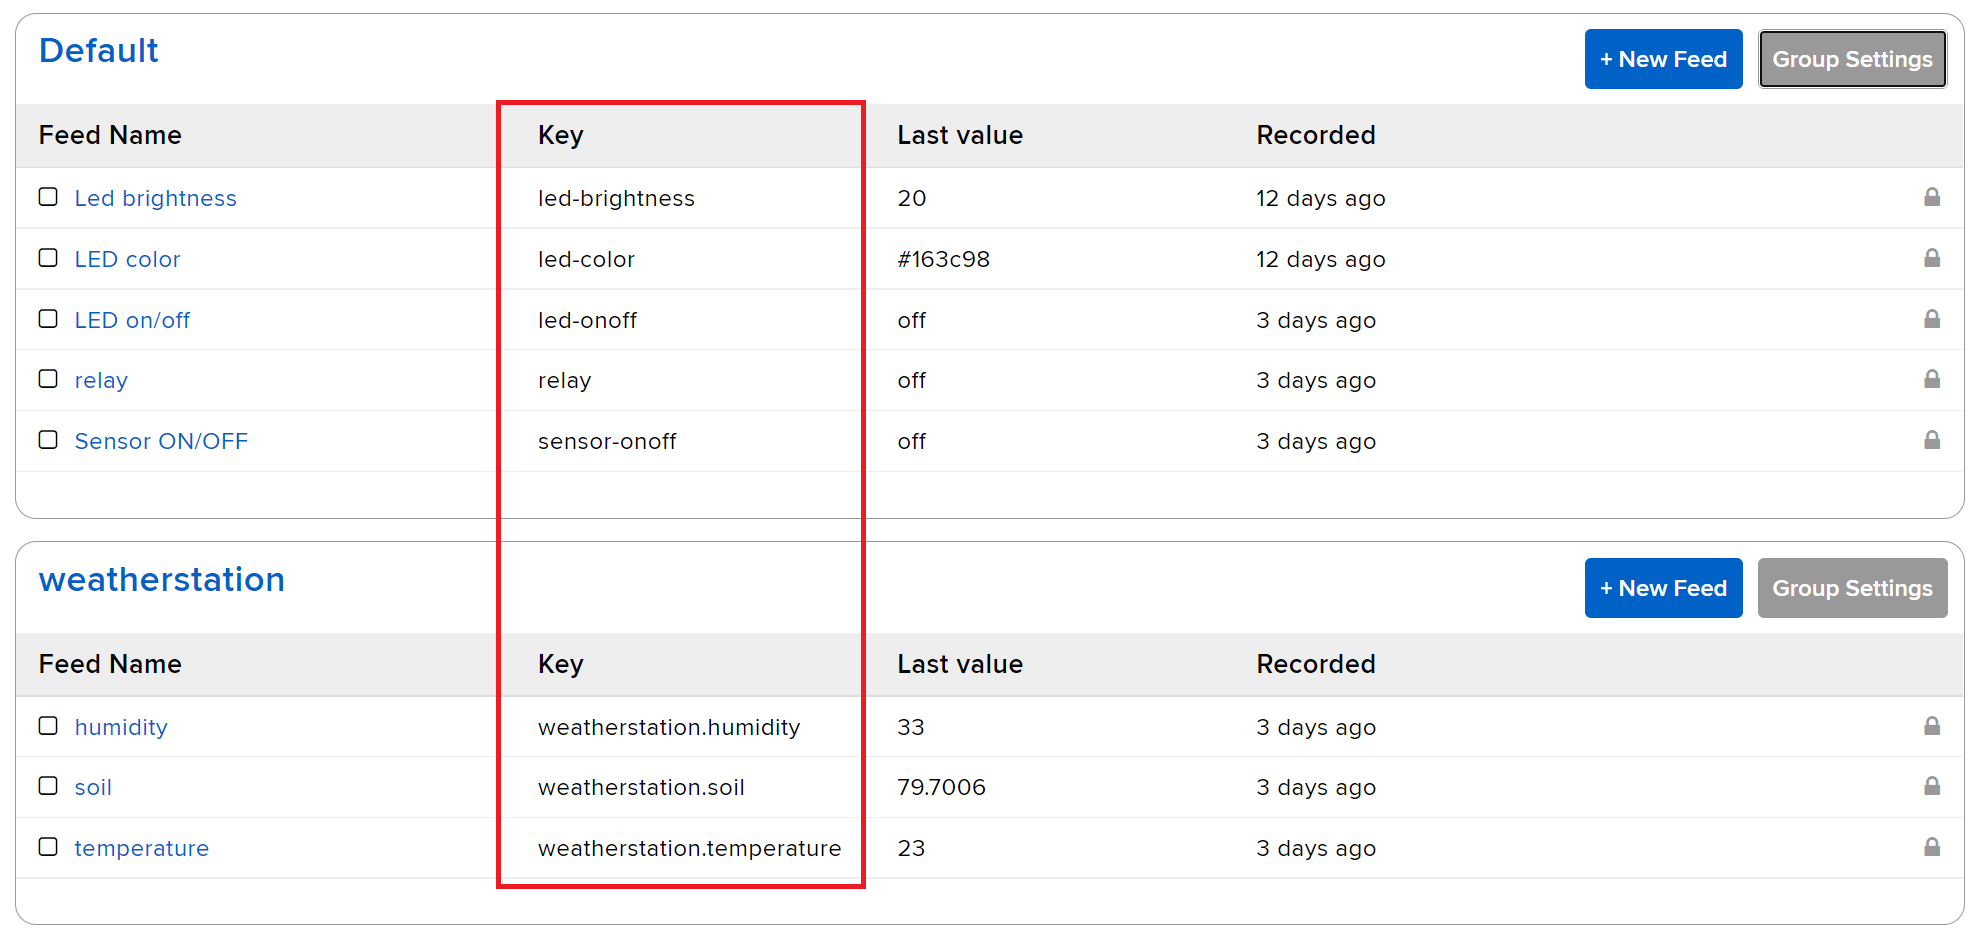 Default
+ New Feed Group Settings
Feed Name Key Last value Recorded
Led brightness led-brightness 20 12 days ago
LED color led-color #163c98 12 days ago
LED on/off led-onoff off 3 days ago
relay relay off 3 days ago
Sensor ON/OFF sensor-onoff off 3 days ago
weatherstation
+ New Feed Group Settings
Feed Name Key Last value Recorded
humidity weatherstation.humidity 33 3 days ago
soil weatherstation.soil 79.7006 3 days ago
temperature weatherstation.temperature 23 3 days ago